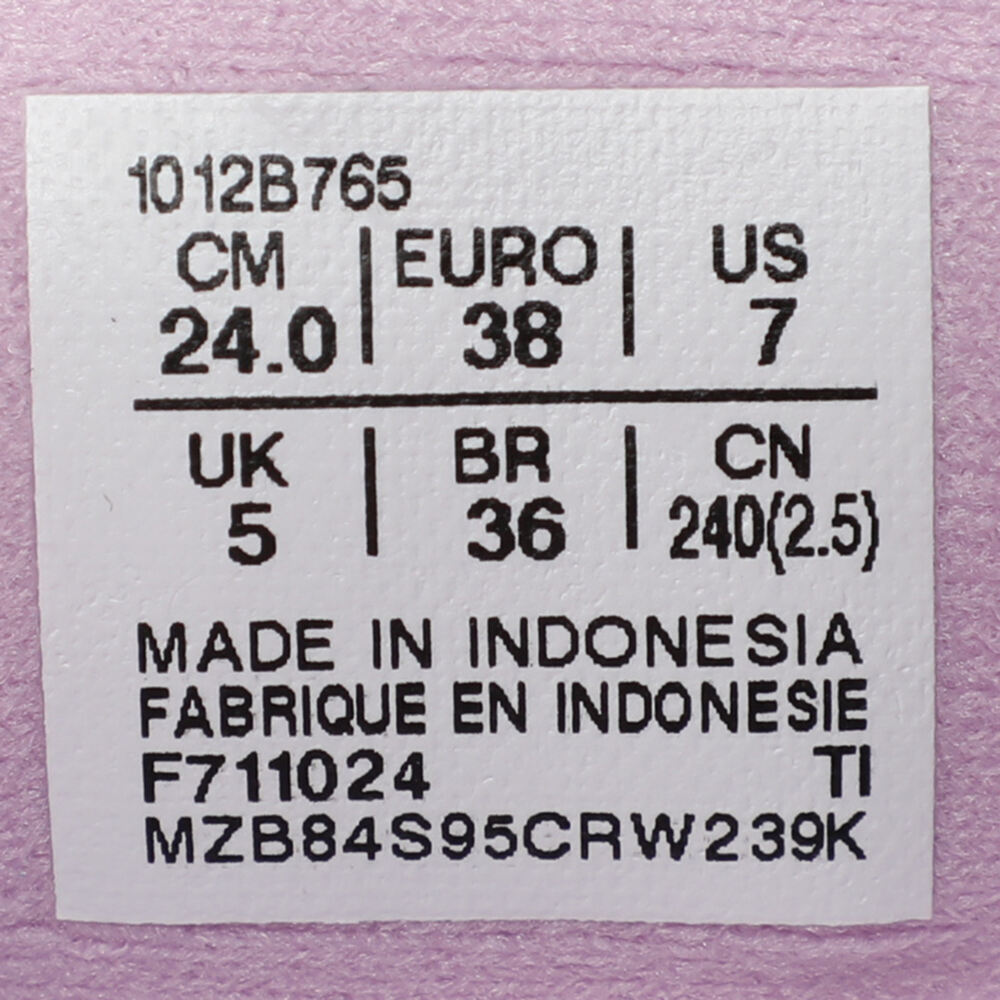 1012B765
CM | EURO | US
24.0 | 38 | 7
UK | BR | CN
5 | 36 | 240(2.5)
MADE IN INDONESIA
FABRIQUE EN INDONESIE
F711024 TI
MZB84S95CRW239K